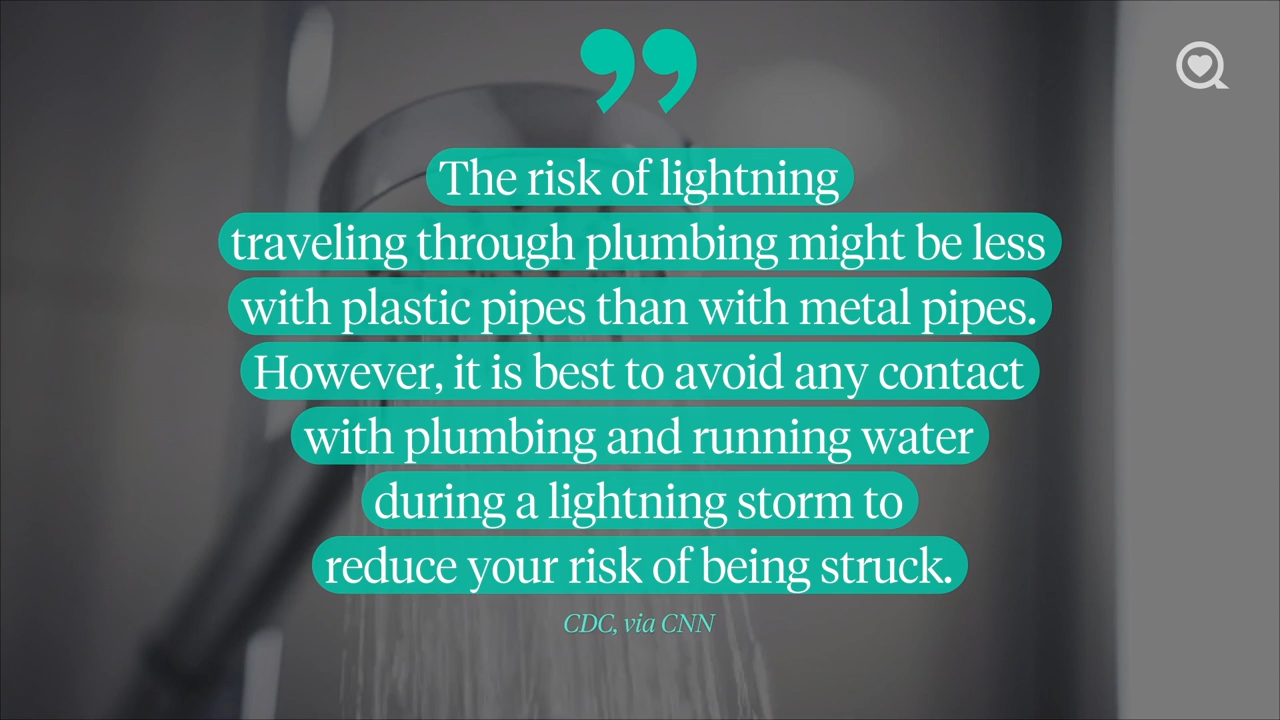 ”
The risk of lightning
traveling through plumbing might be less
with plastic pipes than with metal pipes.
However, it is best to avoid any contact
with plumbing and running water
during a lightning storm to
reduce your risk of being struck.
CDC, via CNN